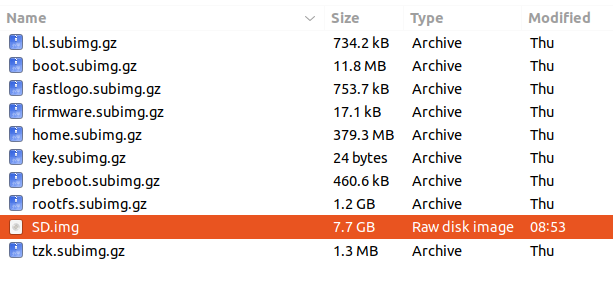 Name Size Type Modified
bl.subimg.gz 734.2 kB Archive Thu
boot.subimg.gz 11.8 MB Archive Thu
fastlogo.subimg.gz 753.7 kB Archive Thu
firmware.subimg.gz 17.1 kB Archive Thu
home.subimg.gz 379.3 MB Archive Thu
key.subimg.gz 24 bytes Archive Thu
preboot.subimg.gz 460.6 kB Archive Thu
rootfs.subimg.gz 1.2 GB Archive Thu
SD.img 7.7 GB Raw disk image 08:53
tzk.subimg.gz 1.3 MB Archive Thu